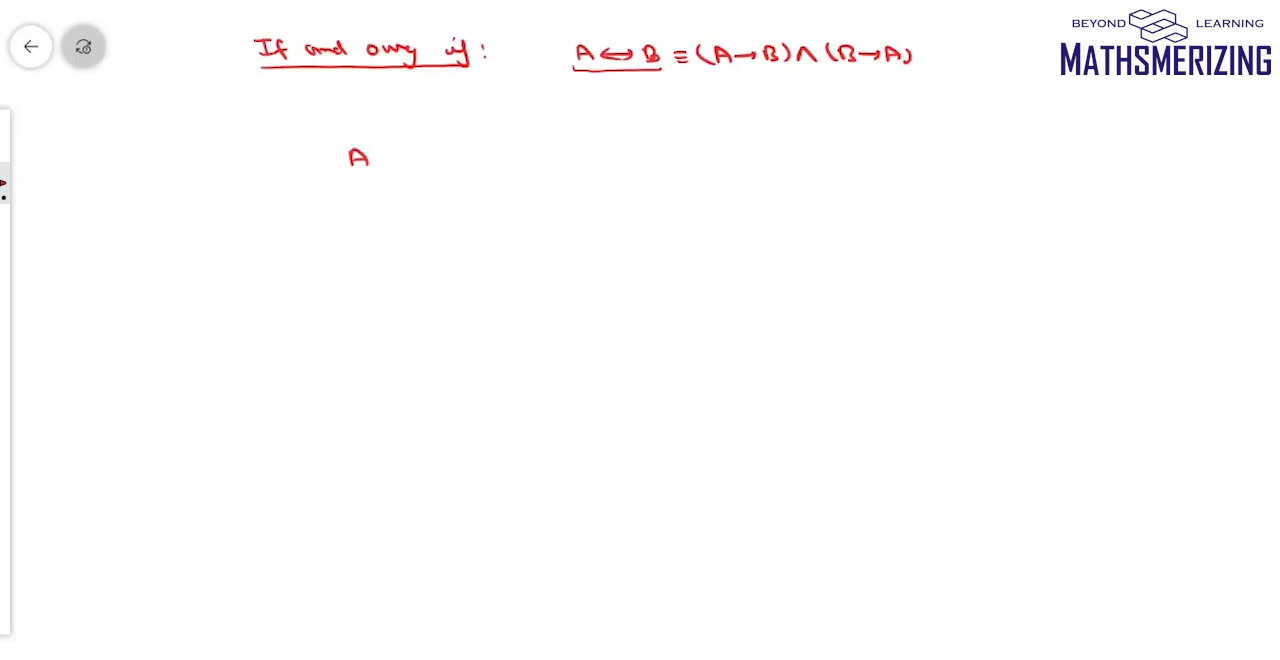 If and only if : A ↔ B ≡ (A→B) ∧ (B→A)
BEYOND LEARNING
MATHSMERIZING
A